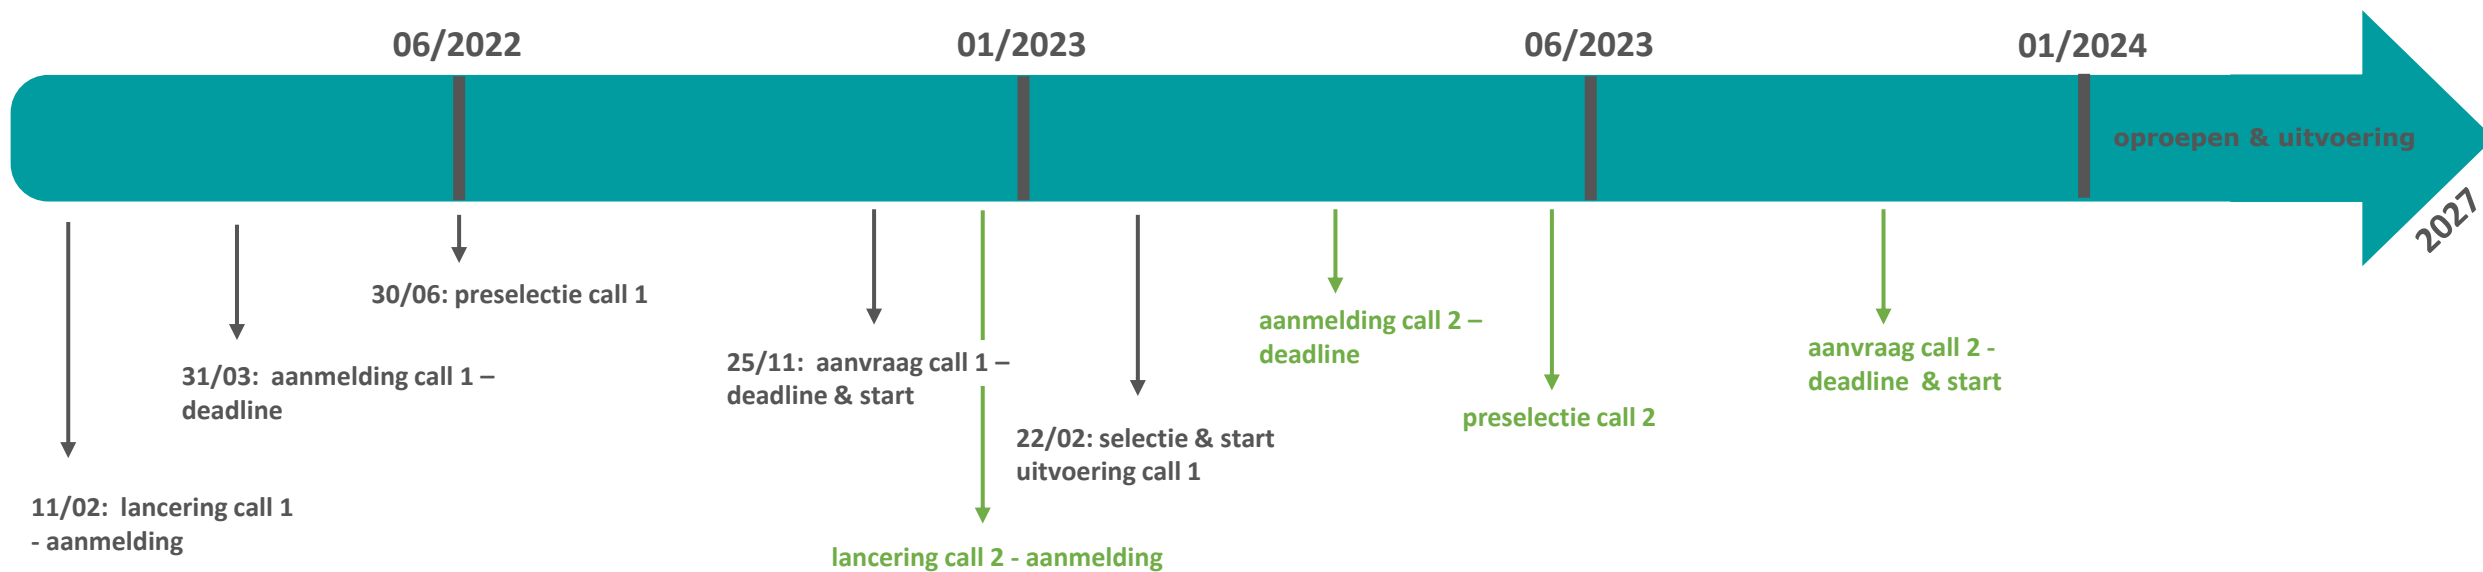 06/2022
01/2023
06/2023
01/2024
oproepen & uitvoering
2027
30/06: preselectie call 1
31/03:  aanmelding call 1 –
deadline
11/02:  lancering call 1
- aanmelding
25/11:  aanvraag call 1 –
deadline & start
22/02: selectie & start
uitvoering call 1
lancering call 2 - aanmelding
aanmelding call 2 –
deadline
preselectie call 2
aanvraag call 2 -
deadline  & start